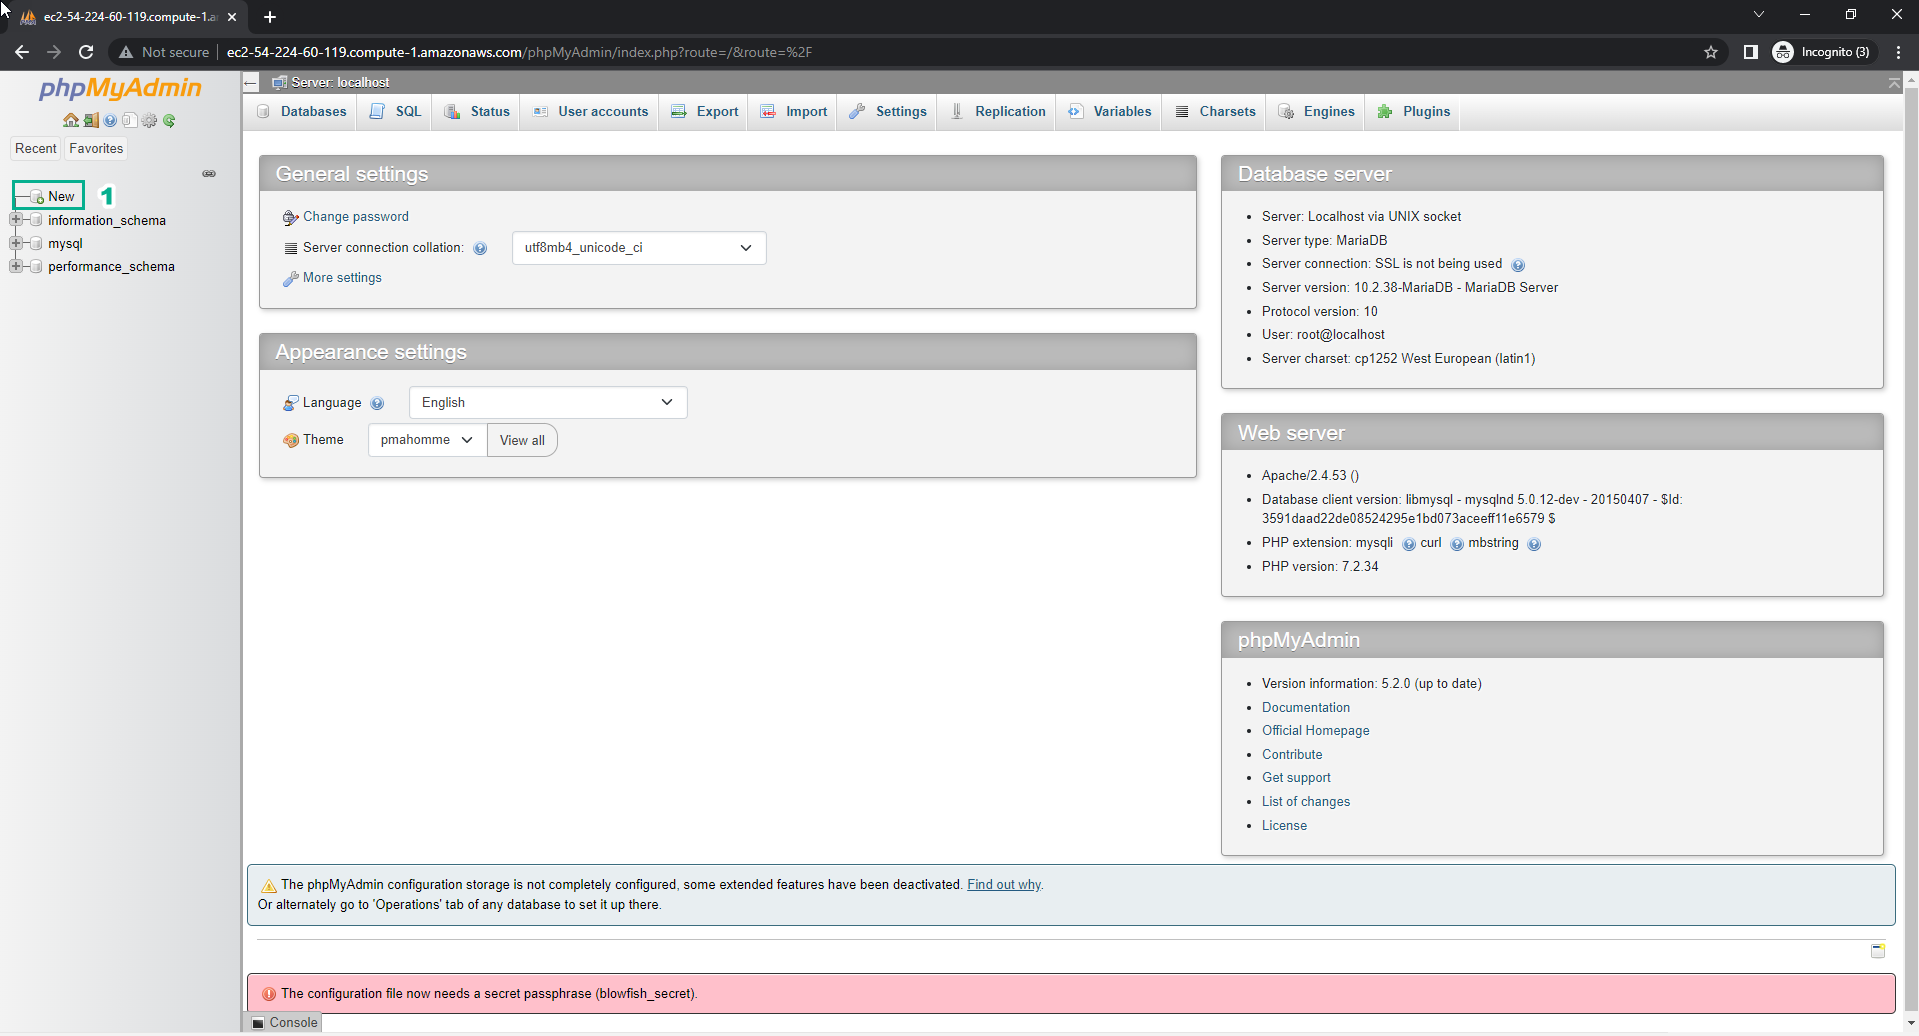 ec2-54-224-60-119.compute-1.a
Not secure
ec2-54-224-60-119.compute-1.amazonaws.com/phpMyAdmin/index.php?route=/&route=%2F
Incognito (3)
phpMyAdmin
Recent
Favorites
New
1
information_schema
mysql
performance_schema
Server: localhost
Databases
SQL
Status
User accounts
Export
Import
Settings
Replication
Variables
Charsets
Engines
Plugins
General settings
Change password
Server connection collation:
utf8mb4_unicode_ci
More settings
Appearance settings
Language
English
Theme
pmahomme
View all
Database server
Server: Localhost via UNIX socket
Server type: MariaDB
Server connection: SSL is not being used
Server version: 10.2.38-MariaDB - MariaDB Server
Protocol version: 10
User: root@localhost
Server charset: cp1252 West European (latin1)
Web server
Apache/2.4.53 ()
Database client version: libmysql - mysqlnd 5.0.12-dev - 20150407 - $Id:
3591daad22de08524295e1bd073aceeff11e6579 $
PHP extension: mysqli curl mbstring
PHP version: 7.2.34
phpMyAdmin
Version information: 5.2.0 (up to date)
Documentation
Official Homepage
Contribute
Get support
List of changes
License
The phpMyAdmin configuration storage is not completely configured, some extended features have been deactivated. Find out why.
Or alternately go to 'Operations' tab of any database to set it up there.
The configuration file now needs a secret passphrase (blowfish_secret).
Console